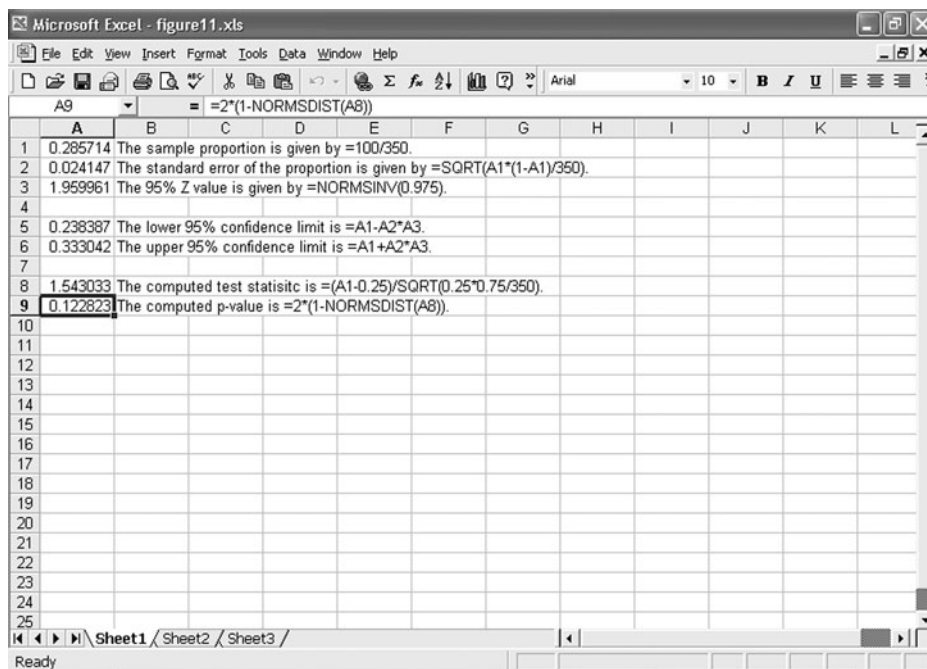 Microsoft Excel - figure11.xls
File Edit View Insert Format Tools Data Window Help
Arial 10 B I U
A9 = =2*(1-NORMSDIST(A8))
A B C D E F G H I J K L
1 0.285714 The sample proportion is given by =100/350.
2 0.024147 The standard error of the proportion is given by =SQRT(A1*(1-A1)/350).
3 1.959961 The 95% Z value is given by =NORMSINV(0.975).
4
5 0.238387 The lower 95% confidence limit is =A1-A2*A3.
6 0.333042 The upper 95% confidence limit is =A1+A2*A3.
7
8 1.543033 The computed test statisitc is =(A1-0.25)/SQRT(0.25*0.75/350).
9 0.122823 The computed p-value is =2*(1-NORMSDIST(A8)).
10
11
12
13
14
15
16
17
18
19
20
21
22
23
24
25
Sheet1 / Sheet2 / Sheet3 /
Ready